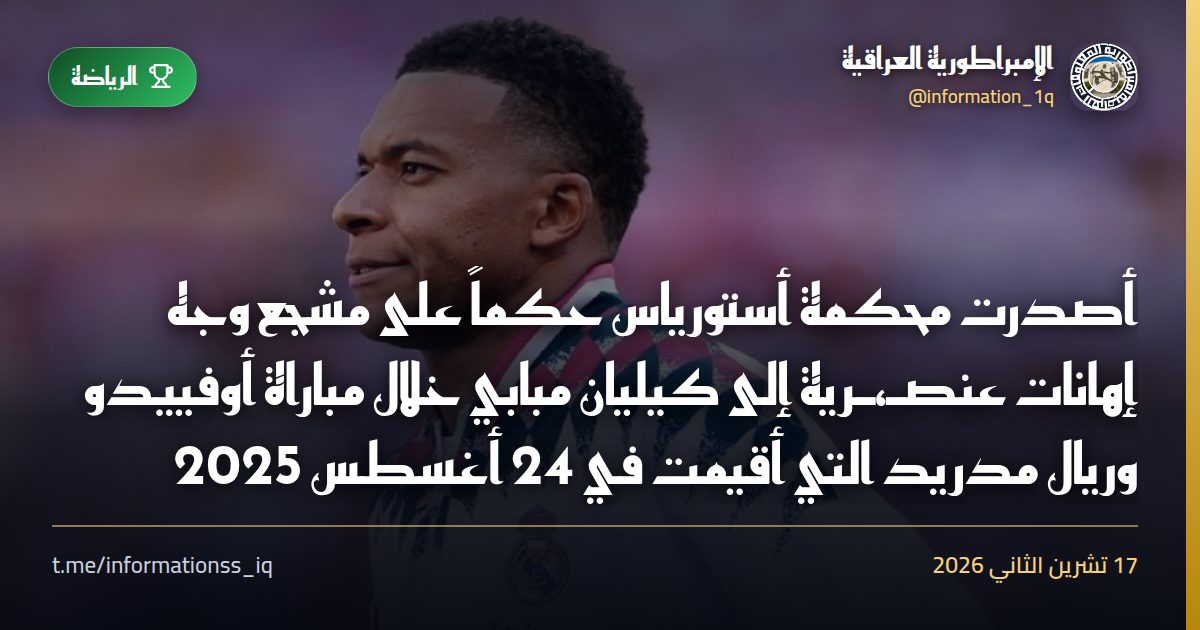 الإمبراطورية العراقية
@information_1q
الرياضة
أصدرت محكمة أستورياس حكماً على مشجع وجه
إهانات عنصـرية إلى كيليان مبابي خلال مباراة أوفييدو
وريال مدريد التي أقيمت في 24 أغسطس 2025
17 تشرين الثاني 2026
t.me/informationss_iq